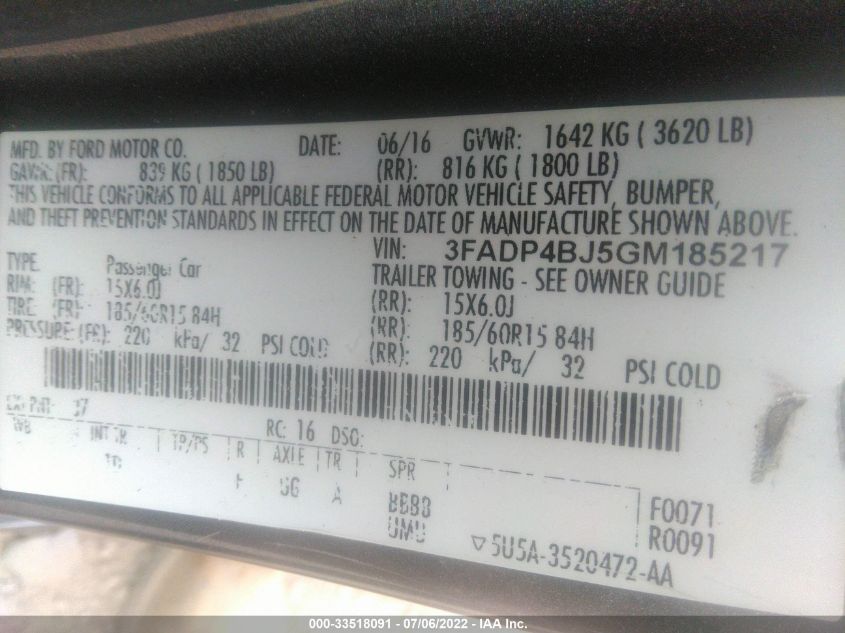 MFD. BY FORD MOTOR CO. DATE: 06/16 GVWR: 1642 KG ( 3620 LB)
GAWR: (FR): 839 KG ( 1850 LB) (RR): 816 KG ( 1800 LB)
THIS VEHICLE CONFORMS TO ALL APPLICABLE FEDERAL MOTOR VEHICLE SAFETY, BUMPER,
AND THEFT PREVENTION STANDARDS IN EFFECT ON THE DATE OF MANUFACTURE SHOWN ABOVE.
VIN: 3FADP4BJ5GM185217
TYPE: Passenger Car TRAILER TOWING - SEE OWNER GUIDE
RIM: (FR): 15X6.0J (RR): 15X6.0J
TIRE: (FR): 185/60R15 84H (RR): 185/60R15 84H
PRESSURE: (FR): 220 kPa/ 32 PSI COLD (RR): 220 kPa/ 32 PSI COLD
EXT PNT: RC: 16 DSO:
WB INT TR TP/PS R AXLE TR SPR
GG A BBBB F0071
UMU R0091
▽5U5A-3520472-AA
000-33518091 - 07/06/2022 - IAA Inc.